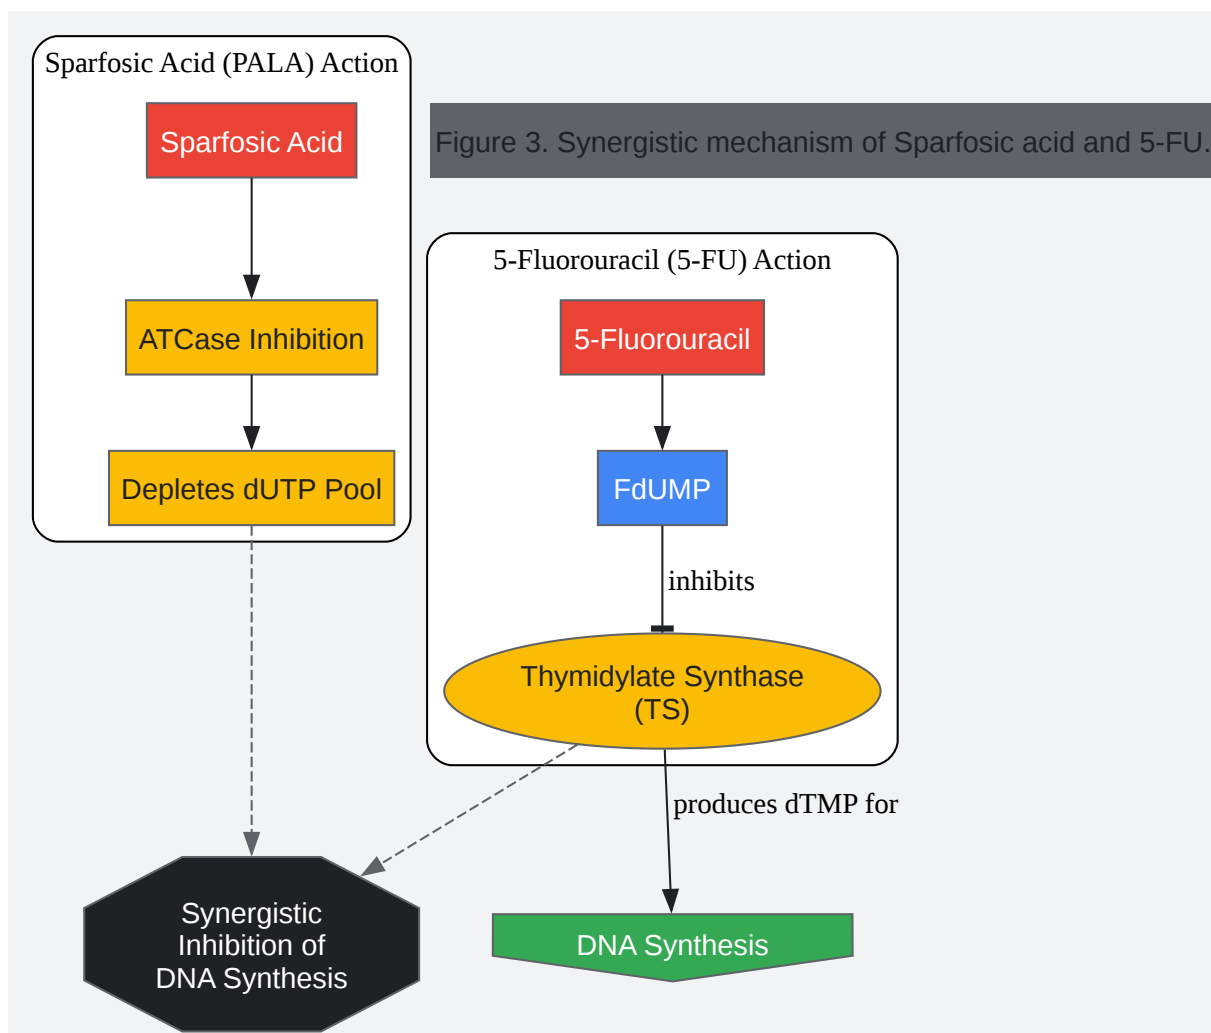 Sparfosic Acid (PALA) Action
Sparfosic Acid
Figure 3. Synergistic mechanism of Sparfosic acid and 5-FU.
5-Fluorouracil (5-FU) Action
ATCase Inhibition
5-Fluorouracil
Depletes dUTP Pool
FdUMP
inhibits
Thymidylate Synthase
(TS)
produces dTMP for
Synergistic
Inhibition of
DNA Synthesis
DNA Synthesis